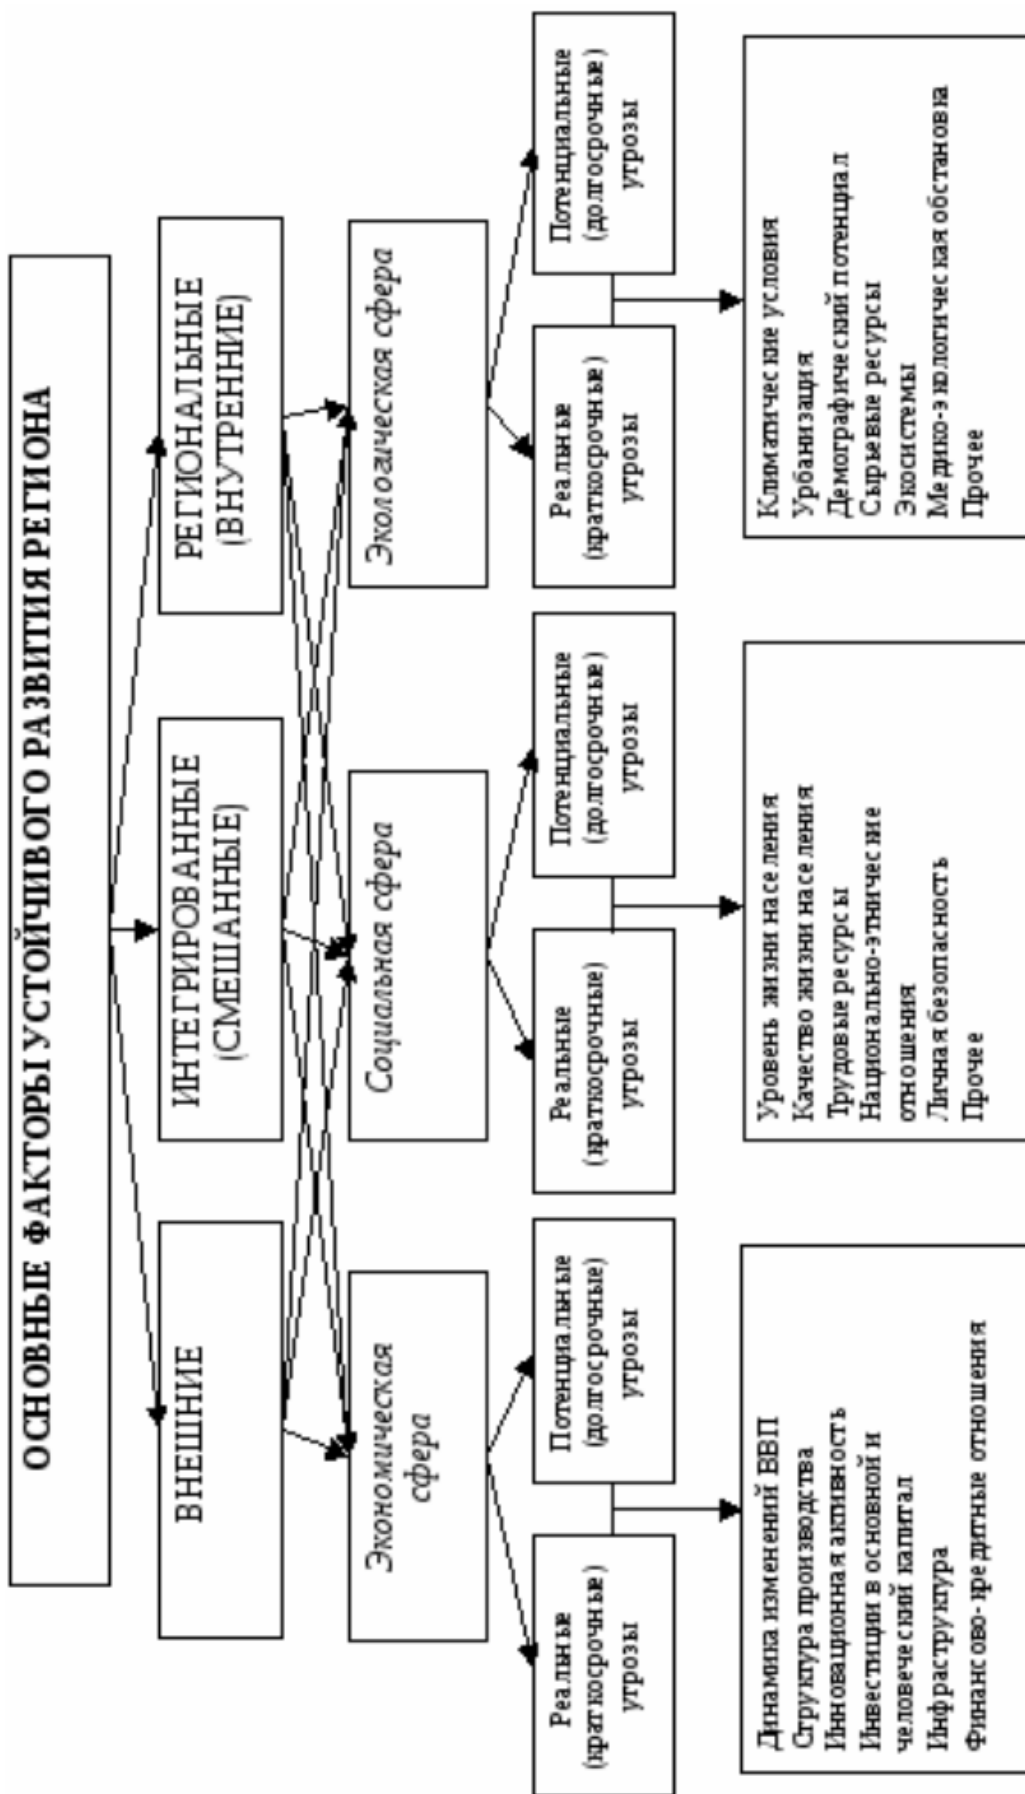 ОСНОВНЫЕ ФАКТОРЫ УСТОЙЧИВОГО РАЗВИТИЯ РЕГИОНА
ВНЕШНИЕ
ИНТЕГРИРОВАННЫЕ
(СМЕШАННЫЕ)
РЕГИОНАЛЬНЫЕ
(ВНУТРЕННИЕ)
Экономическая
сфера
Социальная сфера
Экологическая сфера
Реальные
(краткосрочные)
угрозы
Потенциальные
(долгосрочные)
угрозы
Реальные
(краткосрочные)
угрозы
Потенциальные
(долгосрочные)
угрозы
Реальные
(краткосрочные)
угрозы
Потенциальные
(долгосрочные)
угрозы
Динамика изменений ВВП
Структура производства
Инновационная активность
Инвестиции в основной и
человеческий капитал
Инфраструктура
Финансово-кредитные отношения
Уровень жизни населения
Качество жизни населения
Трудовые ресурсы
Национально-этнические
отношения
Личная безопасность
Прочее
Климатические условия
Урбанизация
Демографический потенциал
Сырьевые ресурсы
Экосистемы
Медико-экологическая обстановка
Прочее